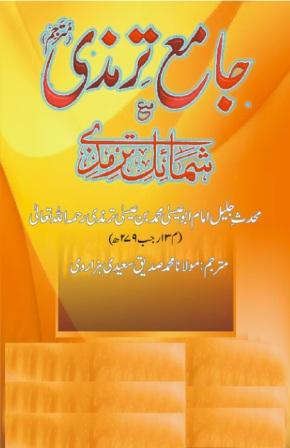 جامع ترمذی (مترجم)
مع
شمائل ترمذی
محدث جلیل امام ابو عیسیٰ محمد بن عیسیٰ ترمذی رحمہ اللہ تعالیٰ
(م ۱۳ رجب ۲۷۹ھ)
مترجم: مولانا محمد صدیق سعیدی ہزاروی